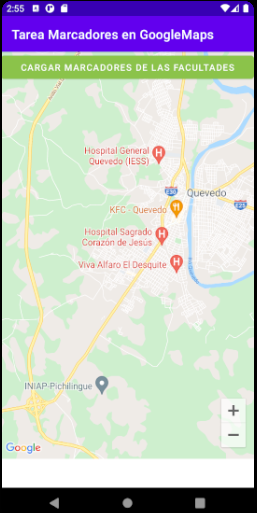 2:55
Tarea Marcadores en GoogleMaps
CARGAR MARCADORES DE LAS FACULTADES
Hospital General
Quevedo (IESS)
Quevedo
KFC - Quevedo
Hospital Sagrado
Corazón de Jesús
Viva Alfaro El Desquite
INIAP-Pichilingue
+
−
Google